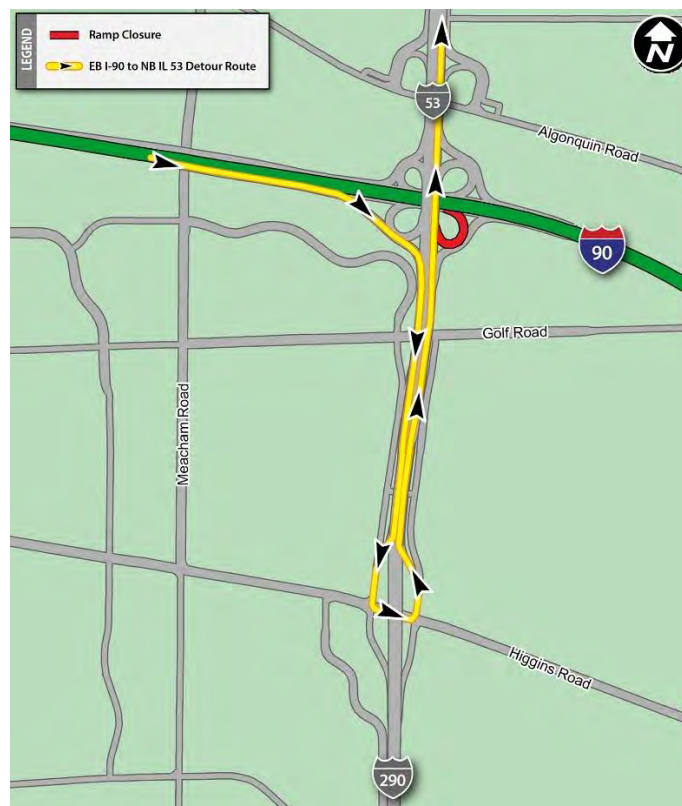 LEGEND
Ramp Closure
EB I-90 to NB IL 53 Detour Route
N
53
Algonquin Road
90
Golf Road
Meacham Road
Higgins Road
290